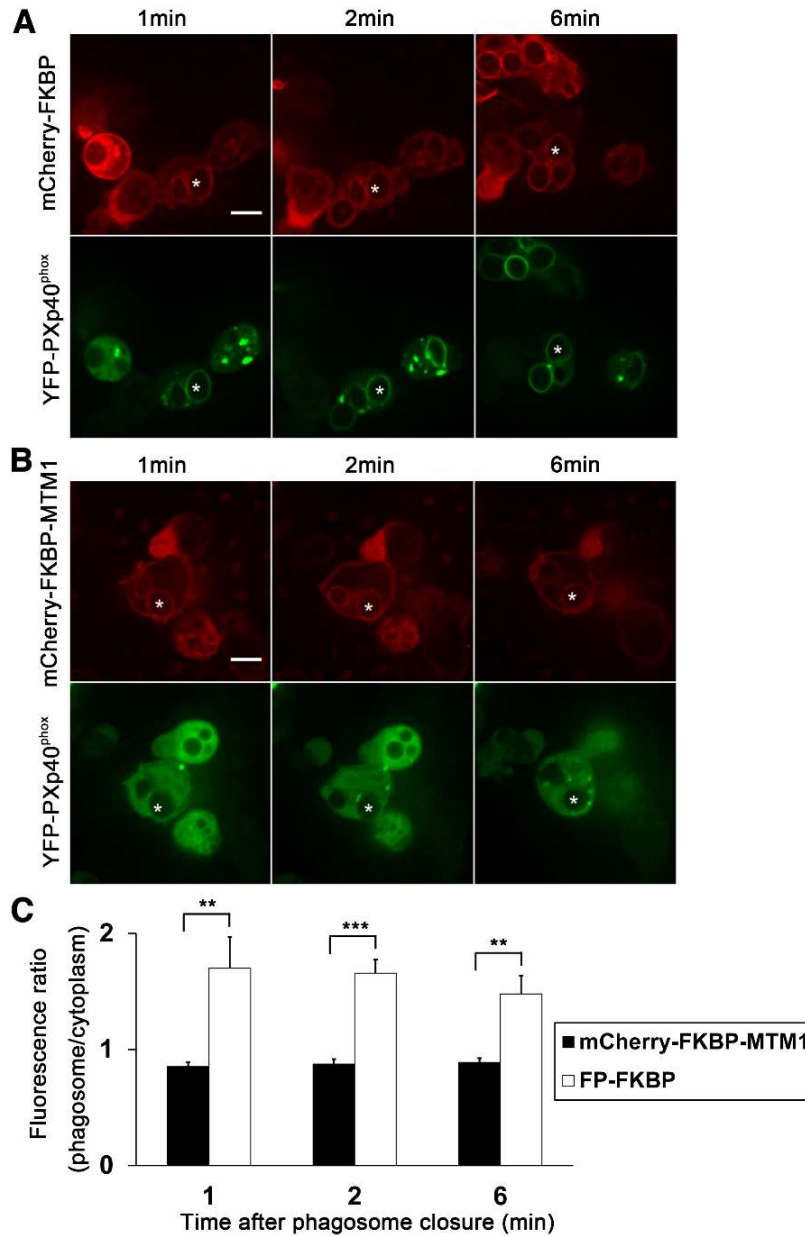 A
1min 2min 6min
mCherry-FKBP
*
*
*
YFP-PXp40phox
*
*
*
B
1min 2min 6min
mCherry-FKBP-MTM1
*
*
*
YFP-PXp40phox
*
*
*
C
Fluorescence ratio
(phagosome/cytoplasm)
2
1
0
**
***
**
mCherry-FKBP-MTM1
FP-FKBP
1 2 6
Time after phagosome closure (min)